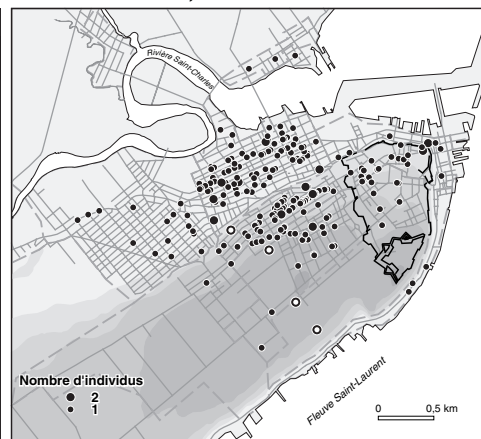 Rivière Saint-Charles
Nombre d'individus
2
1
Fleuve Saint-Laurent
0
0,5 km